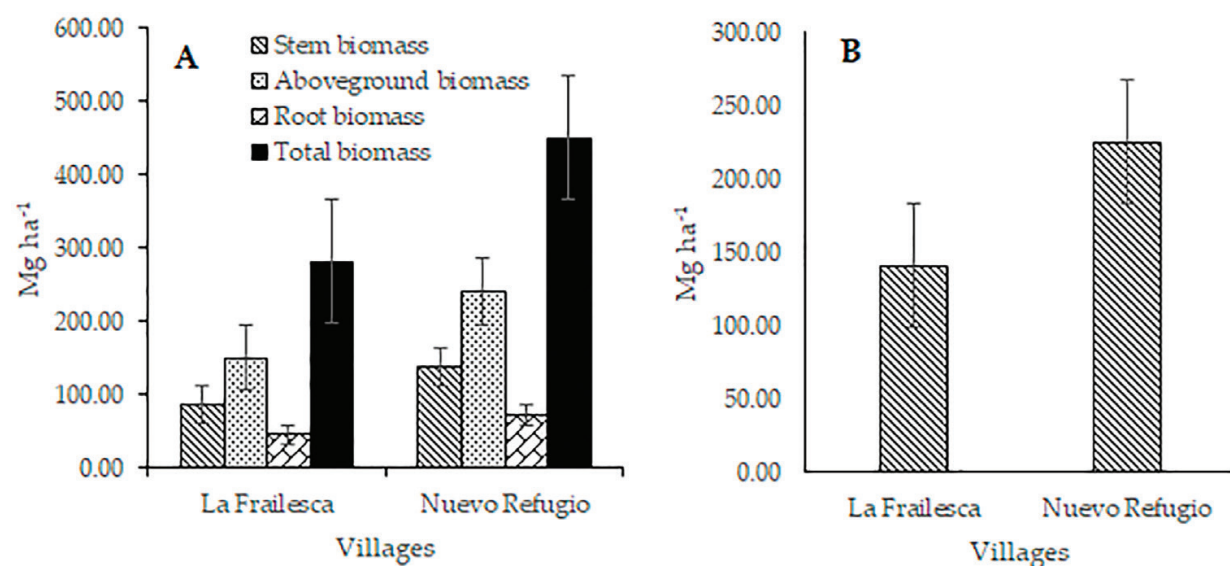 A
Stem biomass
Aboveground biomass
Root biomass
Total biomass
600.00
500.00
400.00
300.00
200.00
100.00
0.00
Mg ha⁻¹
La Frailesca Nuevo Refugio
Villages
B
300.00
250.00
200.00
150.00
100.00
50.00
0.00
Mg ha⁻¹
La Frailesca Nuevo Refugio
Villages